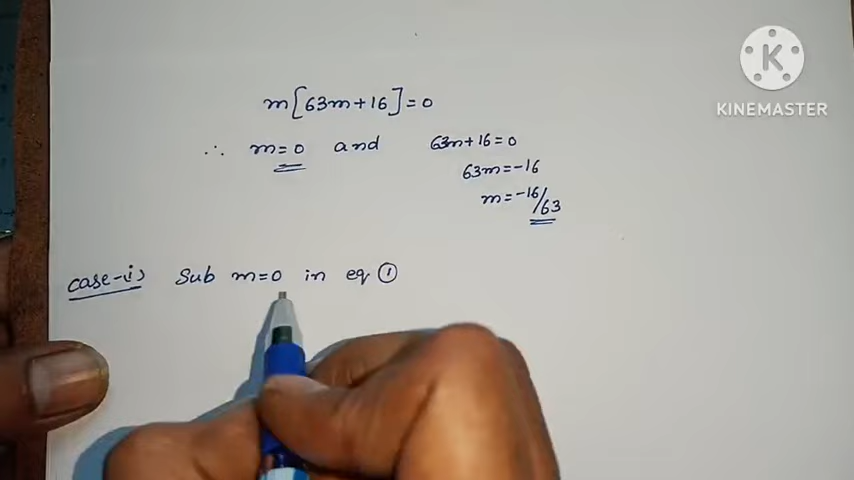 K
KINEMASTER
m[63m+16]=0
∴ m=0 and 63m+16=0
63m=-16
m=-16/63
case-i) Sub m=0 in eq ①